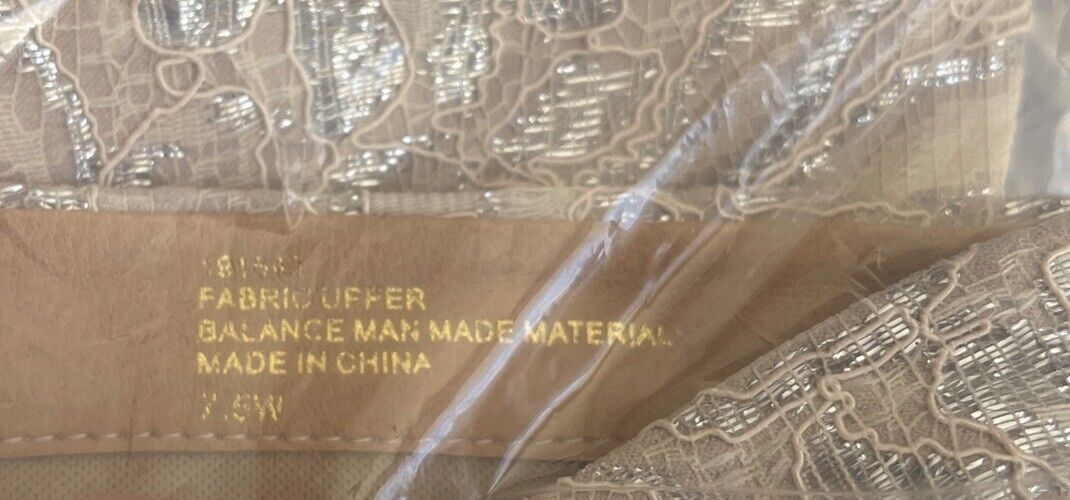 FABRIC UPPER
BALANCE MAN MADE MATERIAL
MADE IN CHINA
7.5W